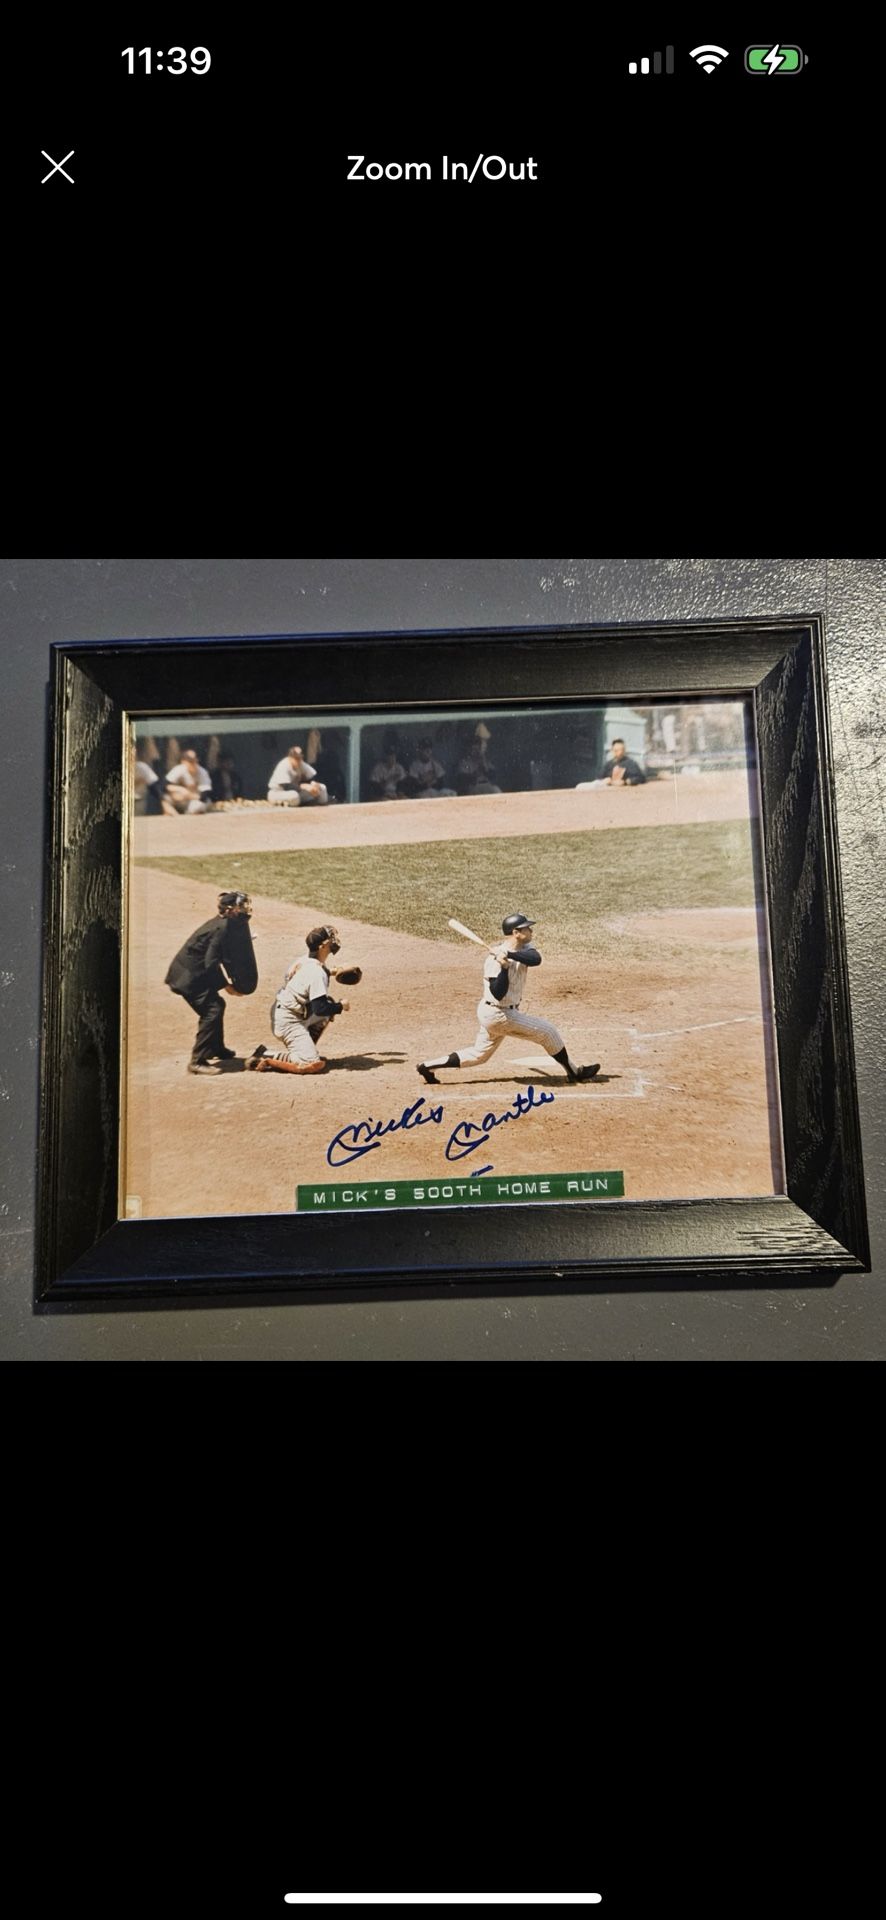 11:39
Zoom In/Out
Mickey Mantle
MICK'S 500TH HOME RUN